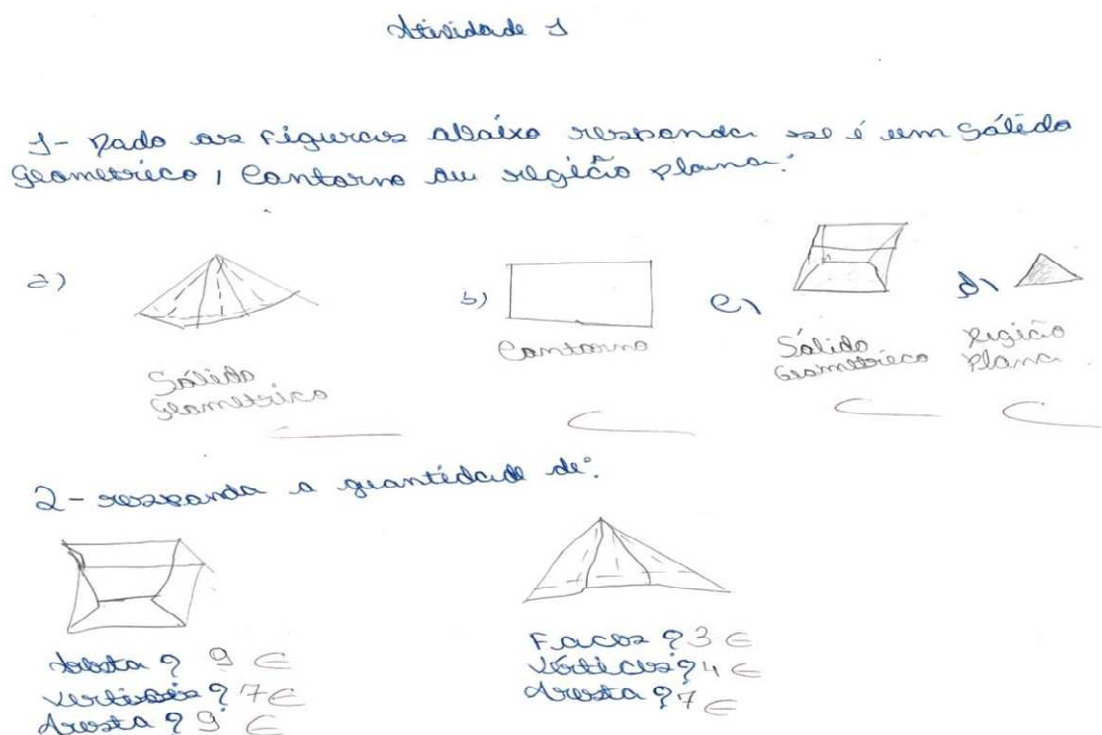 Atividade 1
1- Dado as Figuras abaixo responda se é um Sólido
geometrico, Contorno ou região plana:
a)
b)
c)
d)
Sólido
geometrico
Contorno
Sólido
Geometrico
Região
Plana
2- responda a quantidade de:
? 9
Vertices? 7
Aresta? 9
Faces? 3
Vértices? 4
Aresta? 7